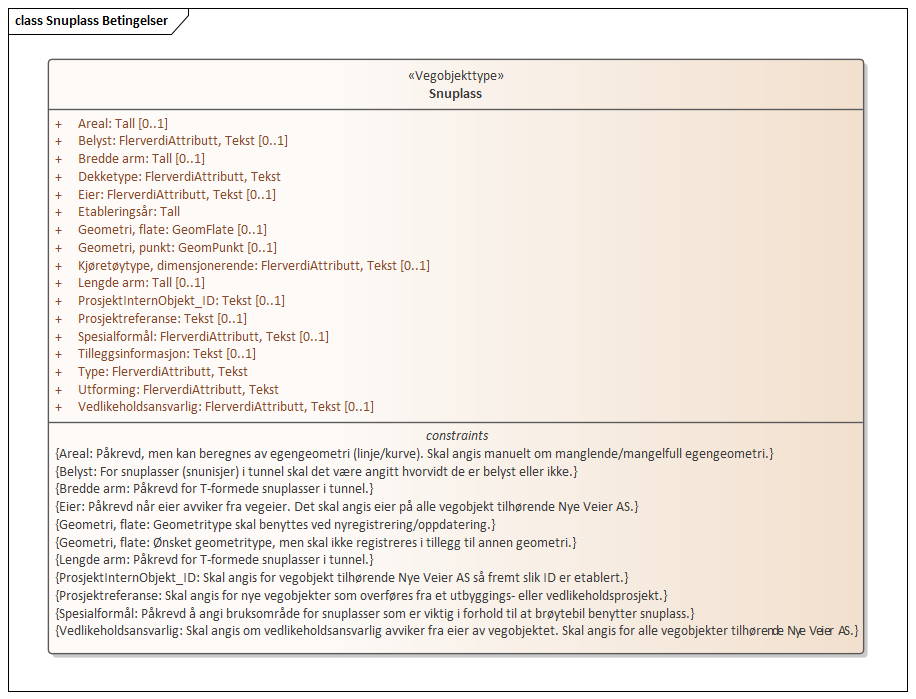 class Snuplass Betingelser
«Vegobjekttype»
Snuplass
+ Areal: Tall [0..1]
+ Belyst: FlerverdiAttributt, Tekst [0..1]
+ Bredde arm: Tall [0..1]
+ Dekketype: FlerverdiAttributt, Tekst
+ Eier: FlerverdiAttributt, Tekst [0..1]
+ Etableringsår: Tall
+ Geometri, flate: GeomFlate [0..1]
+ Geometri, punkt: GeomPunkt [0..1]
+ Kjøretøytype, dimensjonerende: FlerverdiAttributt, Tekst [0..1]
+ Lengde arm: Tall [0..1]
+ ProsjektInternObjekt_ID: Tekst [0..1]
+ Prosjektreferanse: Tekst [0..1]
+ Spesialformål: FlerverdiAttributt, Tekst [0..1]
+ Tilleggsinformasjon: Tekst [0..1]
+ Type: FlerverdiAttributt, Tekst
+ Utforming: FlerverdiAttributt, Tekst
+ Vedlikeholdsansvarlig: FlerverdiAttributt, Tekst [0..1]
constraints
{Areal: Påkrevd, men kan beregnes av egengeometri (linje/kurve). Skal angis manuelt om manglende/mangelfull egengeometri.}
{Belyst: For snuplasser (snunisjer) i tunnel skal det være angitt hvorvidt de er belyst eller ikke.}
{Bredde arm: Påkrevd for T-formede snuplasser i tunnel.}
{Eier: Påkrevd når eier avviker fra vegeier. Det skal angis eier på alle vegobjekt tilhørende Nye Veier AS.}
{Geometri, flate: Geometritype skal benyttes ved nyregistrering/oppdatering.}
{Geometri, flate: Ønsket geometritype, men skal ikke registreres i tillegg til annen geometri.}
{Lengde arm: Påkrevd for T-formede snuplasser i tunnel.}
{ProsjektInternObjekt_ID: Skal angis for vegobjekt tilhørende Nye Veier AS så fremt slik ID er etablert.}
{Prosjektreferanse: Skal angis for nye vegobjekter som overføres fra et utbyggings- eller vedlikeholdsprosjekt.}
{Spesialformål: Påkrevd å angi bruksområde for snuplasser som er viktig i forhold til at brøytebil benytter snuplass.}
{Vedlikeholdsansvarlig: Skal angis om vedlikeholdsansvarlig avviker fra eier av vegobjektet. Skal angis for alle vegobjekter tilhørende Nye Veier AS.}